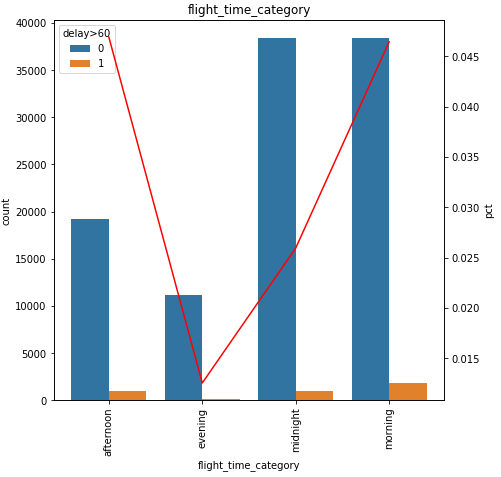 flight_time_category
delay>60
0
1
40000
35000
30000
25000
20000
15000
10000
5000
0
count
0.045
0.040
0.035
0.030
0.025
0.020
0.015
pct
afternoon
evening
midnight
morning
flight_time_category